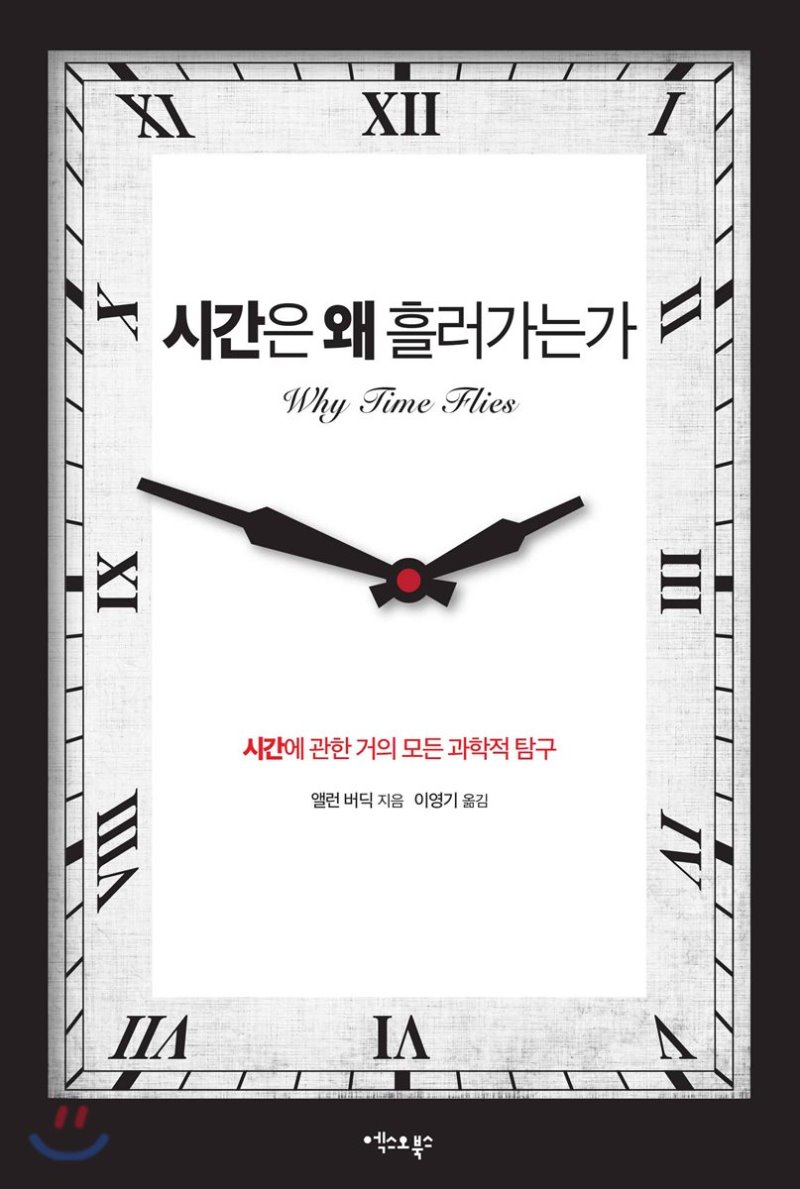 XI XII I
X II
시간은 왜 흘러가는가
Why Time Flies
IX III
시간에 관한 거의 모든 과학적 탐구
앨런 버딕 지음 이영기 옮김
VIII IV
VII VI V
엑스오북스